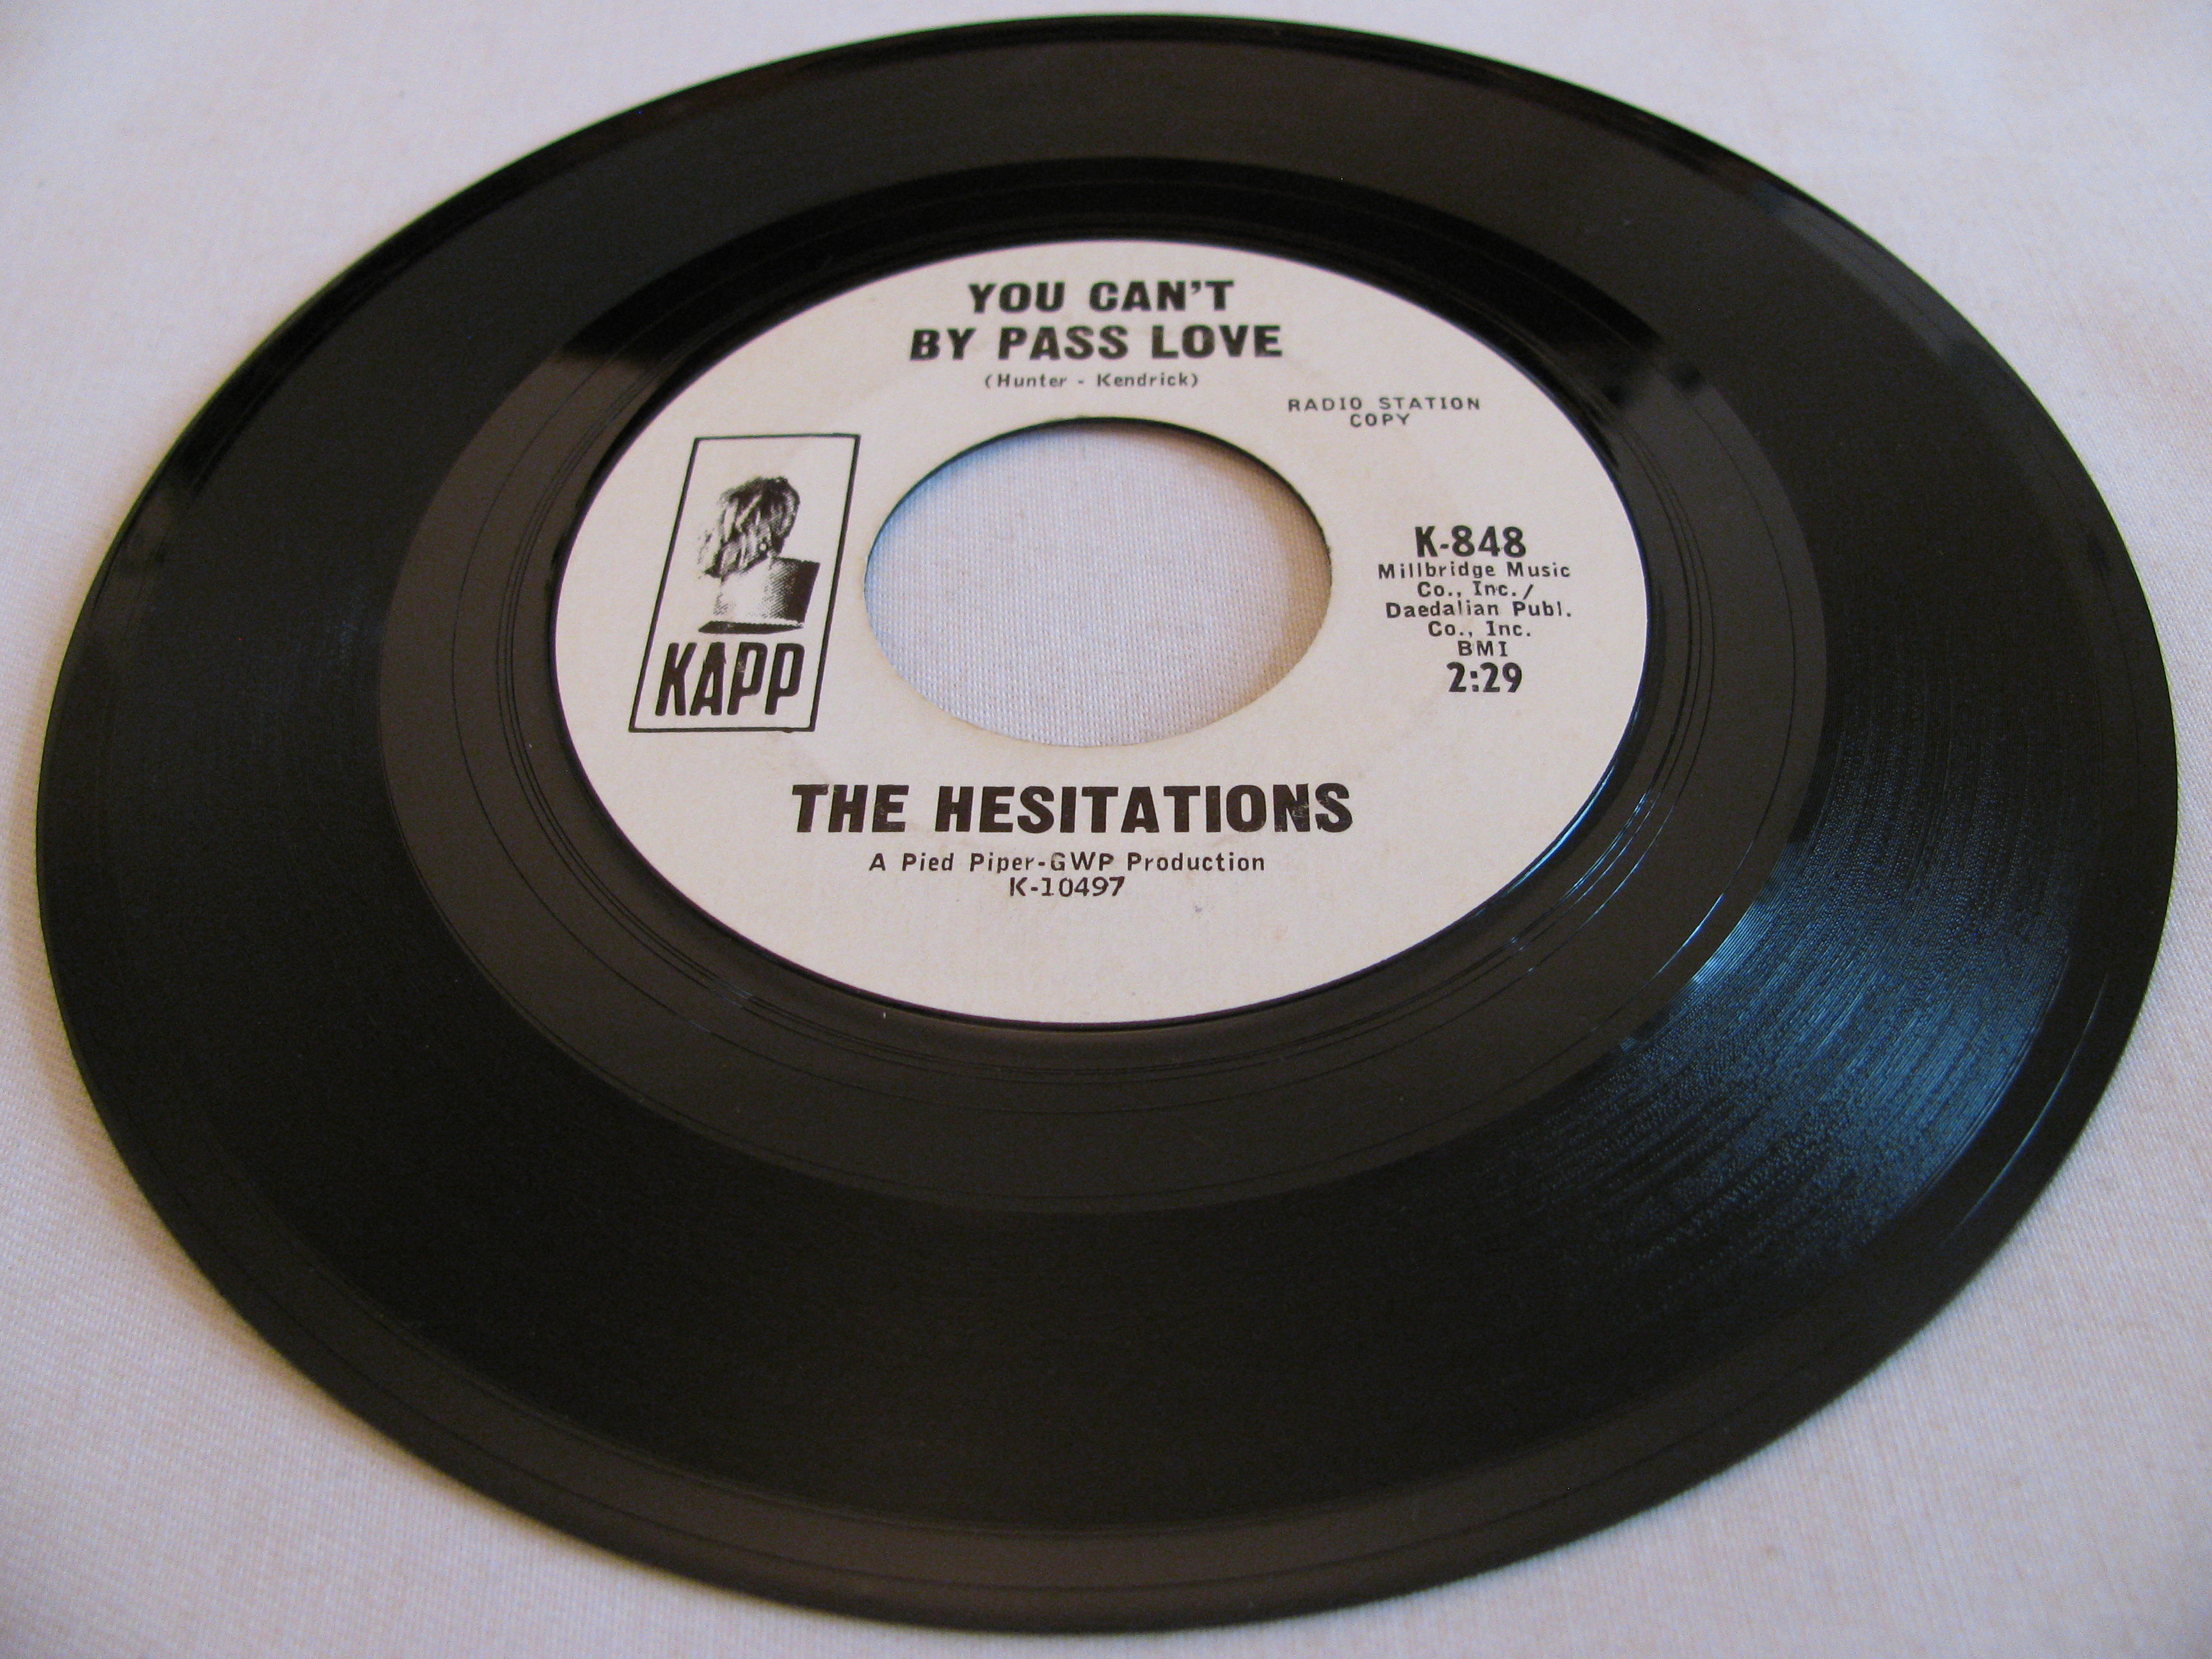 YOU CAN'T
BY PASS LOVE
(Hunter - Kendrick)
RADIO STATION
COPY
K-848
Millbridge Music
Co., Inc./
Daedalian Publ.
Co., Inc.
BMI
2:29
KAPP
THE HESITATIONS
A Pied Piper-GWP Production
K-10497